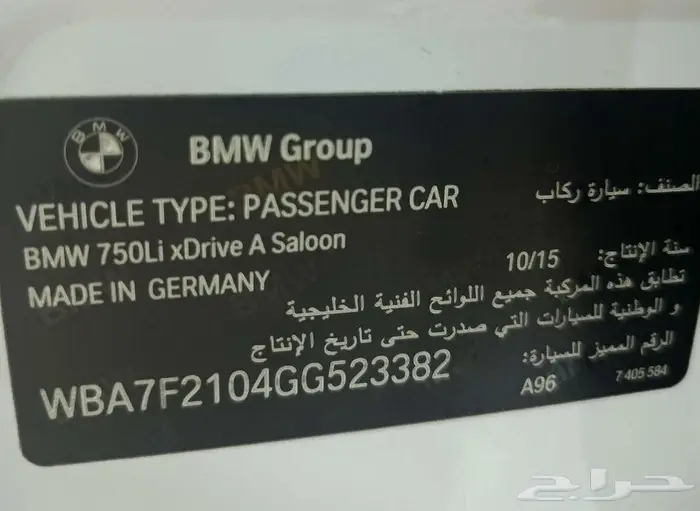 BMW
BMW Group
VEHICLE TYPE: PASSENGER CAR
الصنف: سيارة ركاب
BMW 750Li xDrive A Saloon
سنة الإنتاج: 10/15
MADE IN GERMANY
تطابق هذه المركبة جميع اللوائح الفنية الخليجية
و الوطنية للسيارات التي صدرت حتى تاريخ الإنتاج
الرقم المميز للسيارة:
WBA7F2104GG523382
A96
7 405 584
حراج